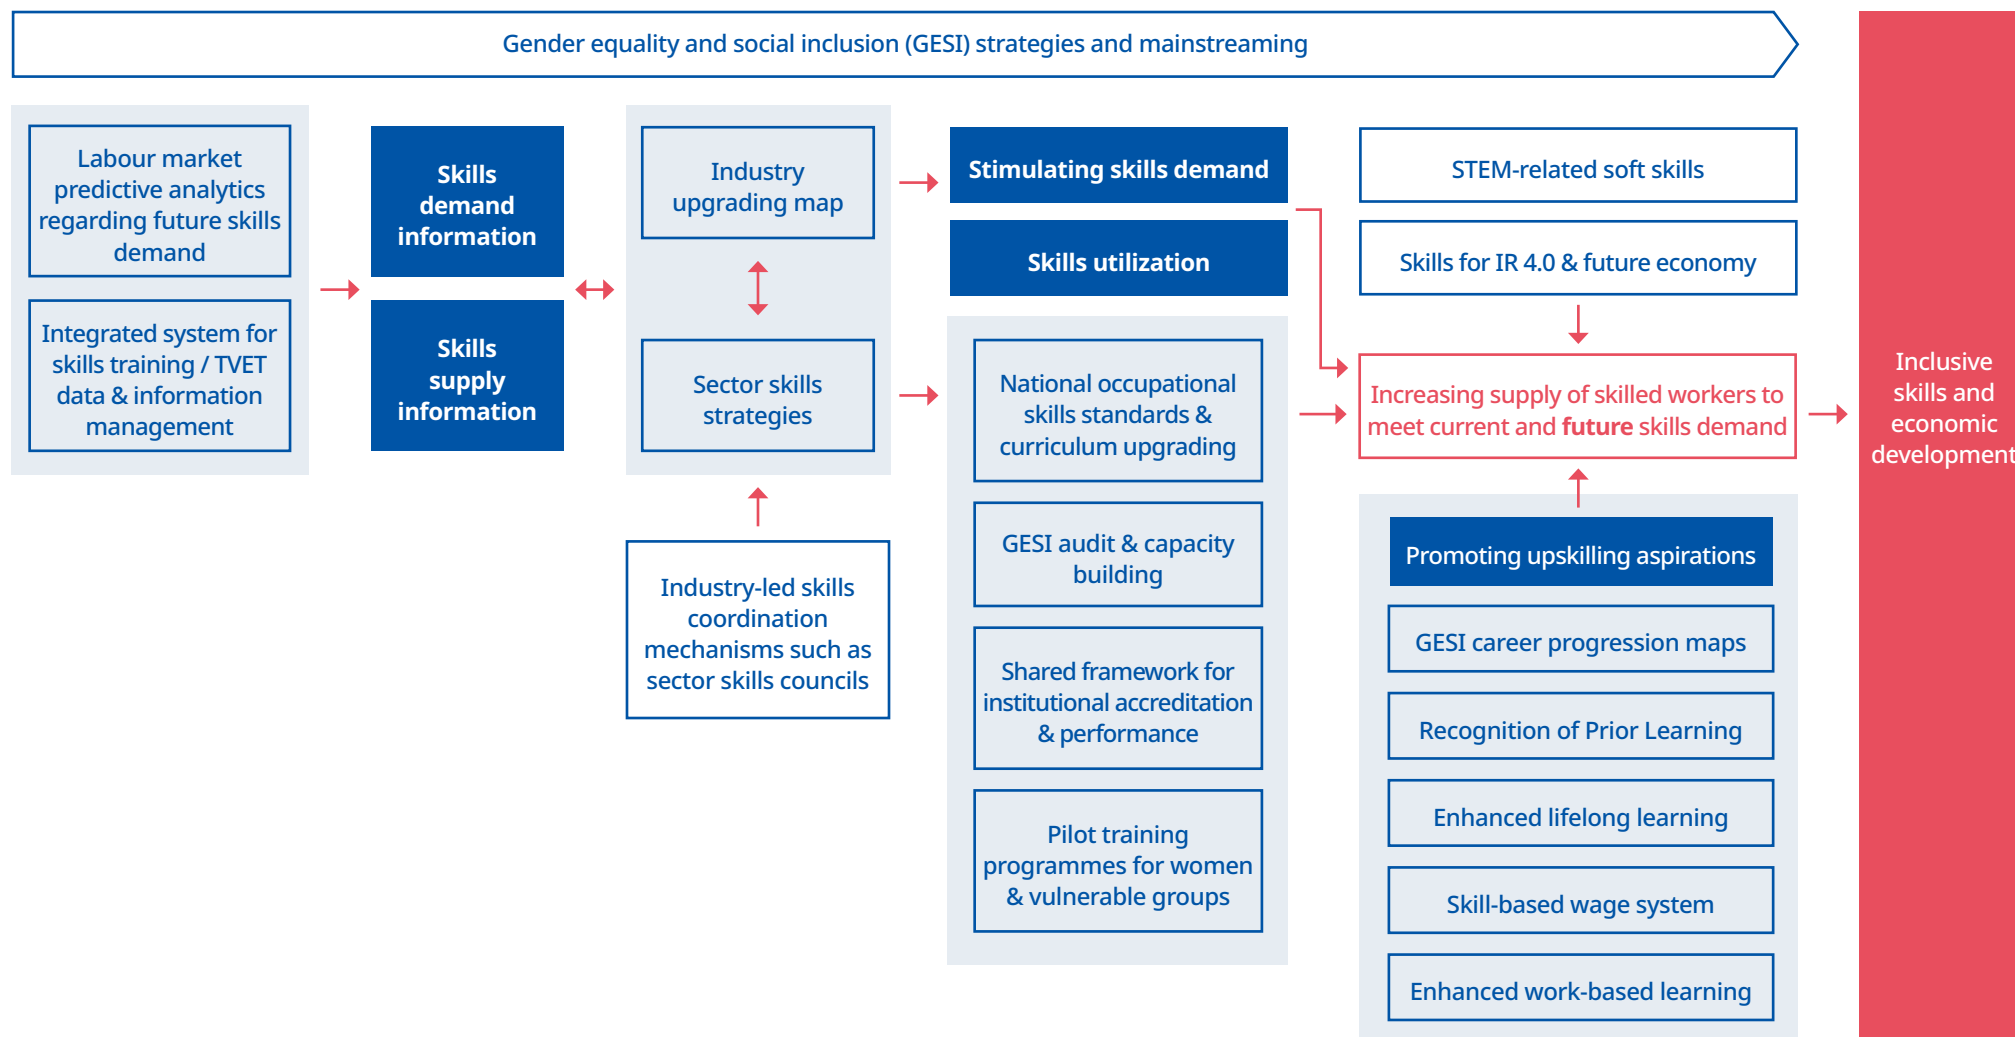 Gender equality and social inclusion (GESI) strategies and mainstreaming
Labour market
predictive analytics
regarding future skills
demand
Integrated system for
skills training / TVET
data & information
management
Skills
demand
information
Skills
supply
information
Industry
upgrading map
Sector skills
strategies
Industry-led skills
coordination
mechanisms such as
sector skills councils
Stimulating skills demand
Skills utilization
National occupational
skills standards &
curriculum upgrading
GESI audit & capacity
building
Shared framework for
institutional accreditation
& performance
Pilot training
programmes for women
& vulnerable groups
STEM-related soft skills
Skills for IR 4.0 & future economy
Increasing supply of skilled workers to
meet current and future skills demand
Promoting upskilling aspirations
GESI career progression maps
Recognition of Prior Learning
Enhanced lifelong learning
Skill-based wage system
Enhanced work-based learning
Inclusive
skills and
economic
development